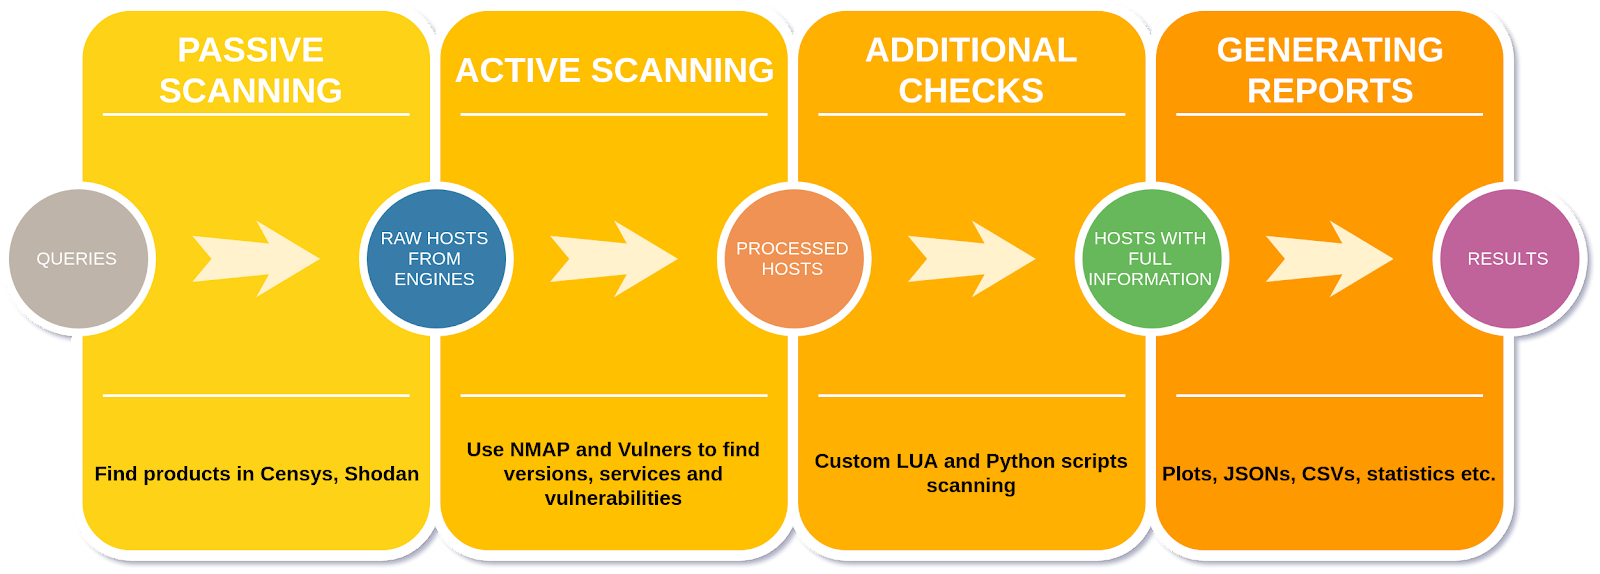 PASSIVE
SCANNING
ACTIVE SCANNING
ADDITIONAL
CHECKS
GENERATING
REPORTS
QUERIES
RAW HOSTS
FROM
ENGINES
PROCESSED
HOSTS
HOSTS WITH
FULL
INFORMATION
RESULTS
Find products in Censys, Shodan
Use NMAP and Vulners to find
versions, services and
vulnerabilities
Custom LUA and Python scripts
scanning
Plots, JSONs, CSVs, statistics etc.